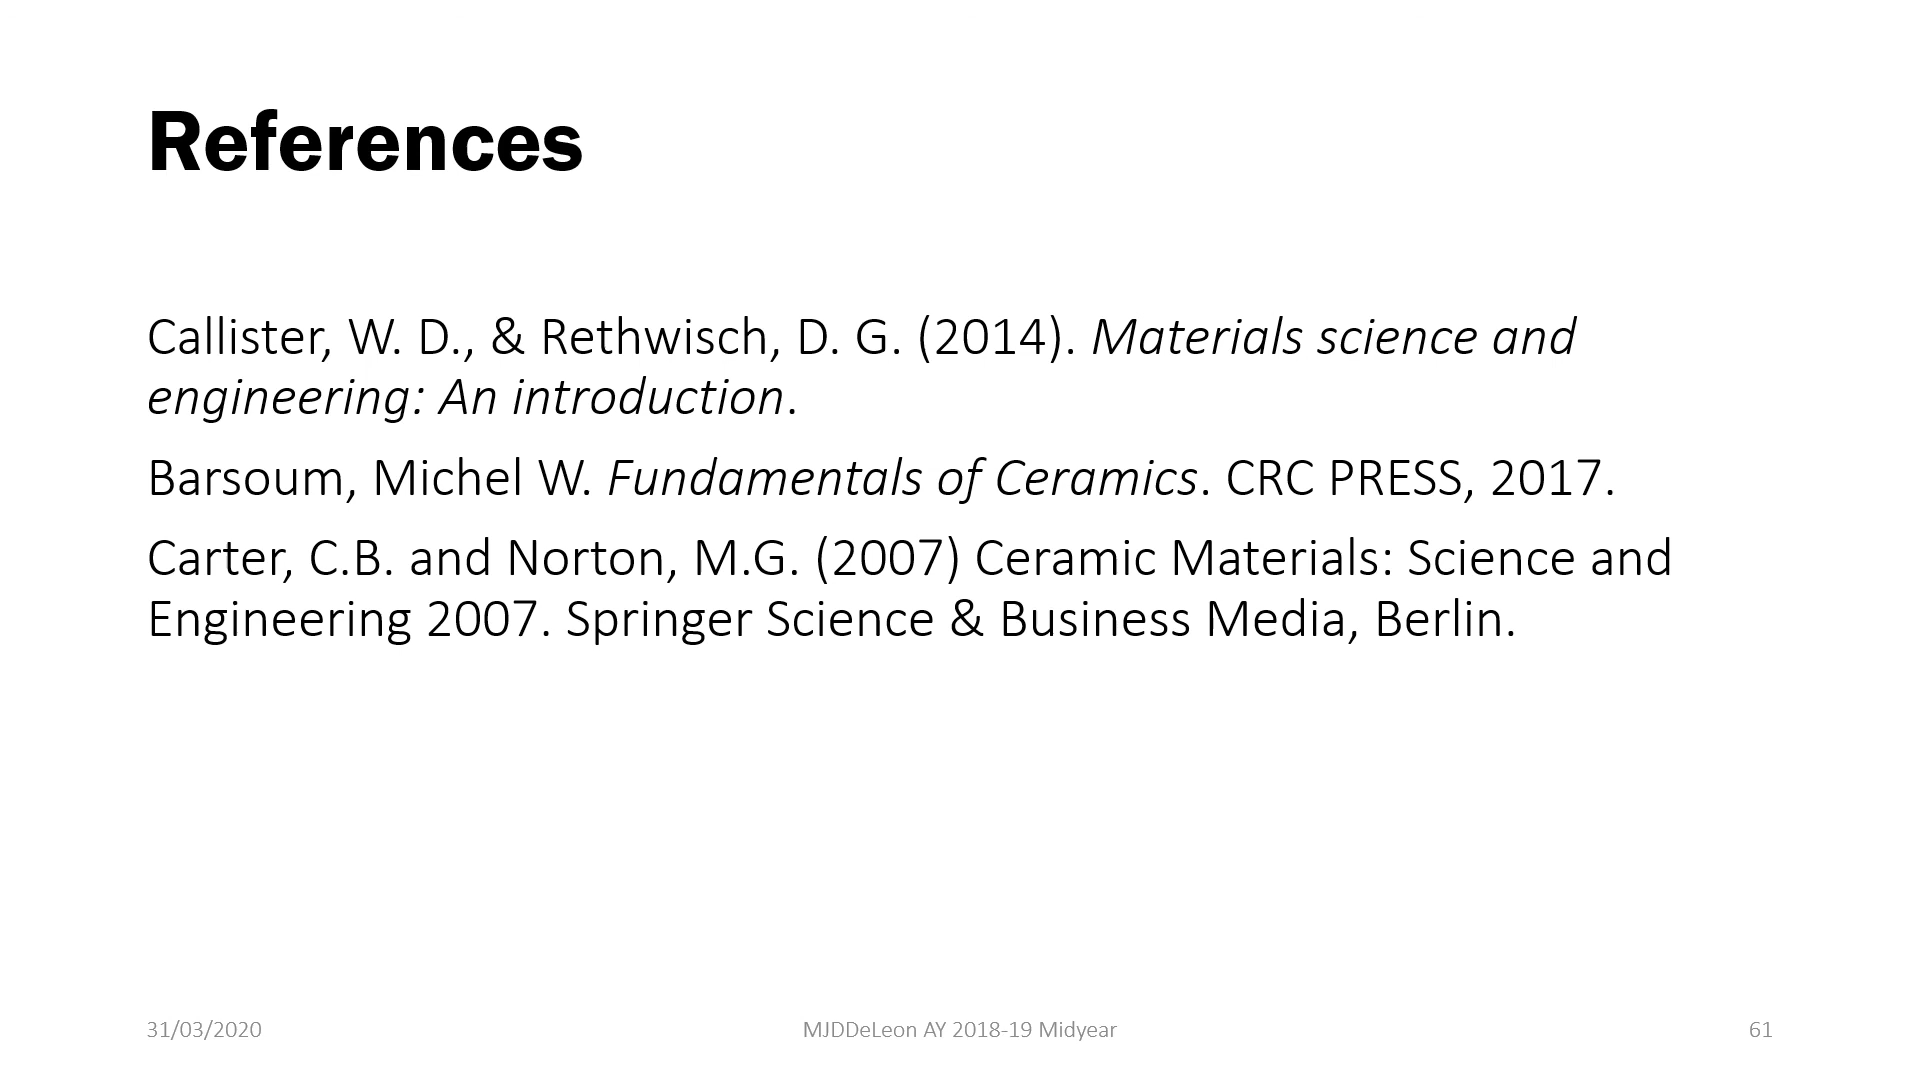 References
Callister, W. D., & Rethwisch, D. G. (2014). Materials science and
engineering: An introduction.
Barsoum, Michel W. Fundamentals of Ceramics. CRC PRESS, 2017.
Carter, C.B. and Norton, M.G. (2007) Ceramic Materials: Science and
Engineering 2007. Springer Science & Business Media, Berlin.
31/03/2020
MJDDeLeon AY 2018-19 Midyear
61